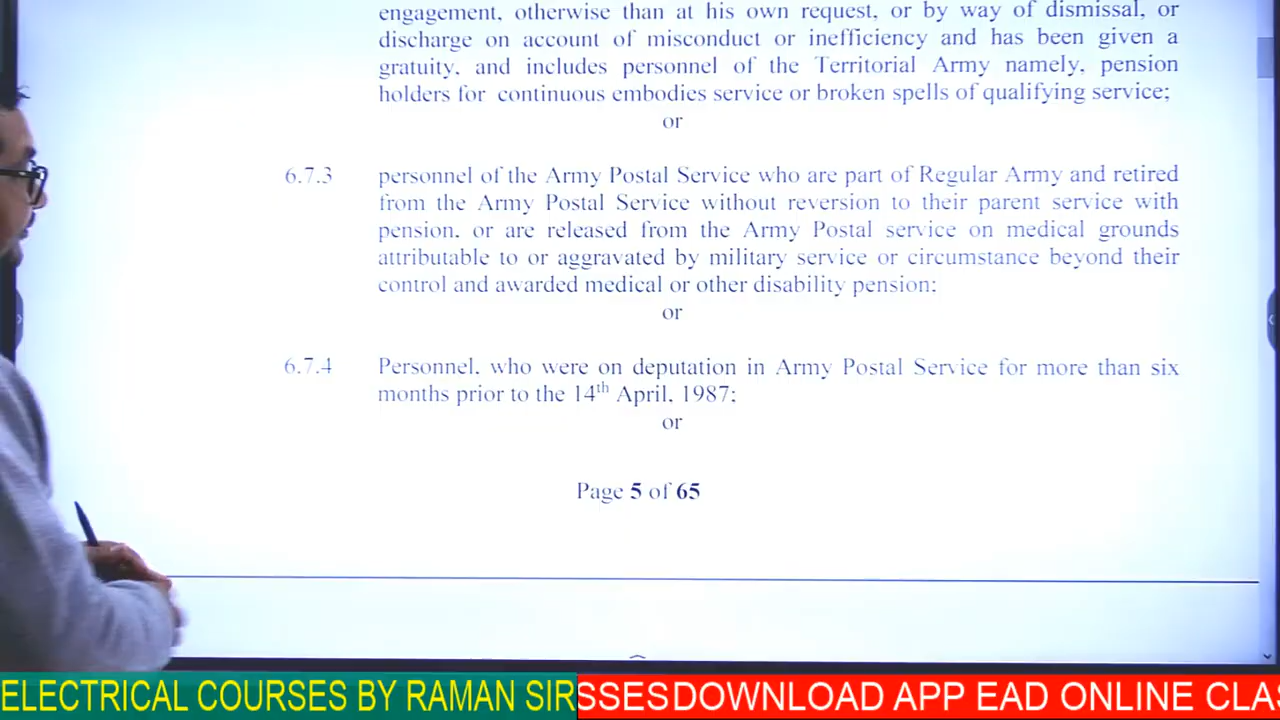 engagement, otherwise than at his own request, or by way of dismissal, or
discharge on account of misconduct or inefficiency and has been given a
gratuity, and includes personnel of the Territorial Army namely, pension
holders for continuous embodies service or broken spells of qualifying service;
or
6.7.3 personnel of the Army Postal Service who are part of Regular Army and retired
from the Army Postal Service without reversion to their parent service with
pension, or are released from the Army Postal service on medical grounds
attributable to or aggravated by military service or circumstance beyond their
control and awarded medical or other disability pension;
or
6.7.4 Personnel, who were on deputation in Army Postal Service for more than six
months prior to the 14th April, 1987;
or
Page 5 of 65
ELECTRICAL COURSES BY RAMAN SIR
SSESDOWNLOAD APP EAD ONLINE CLAS